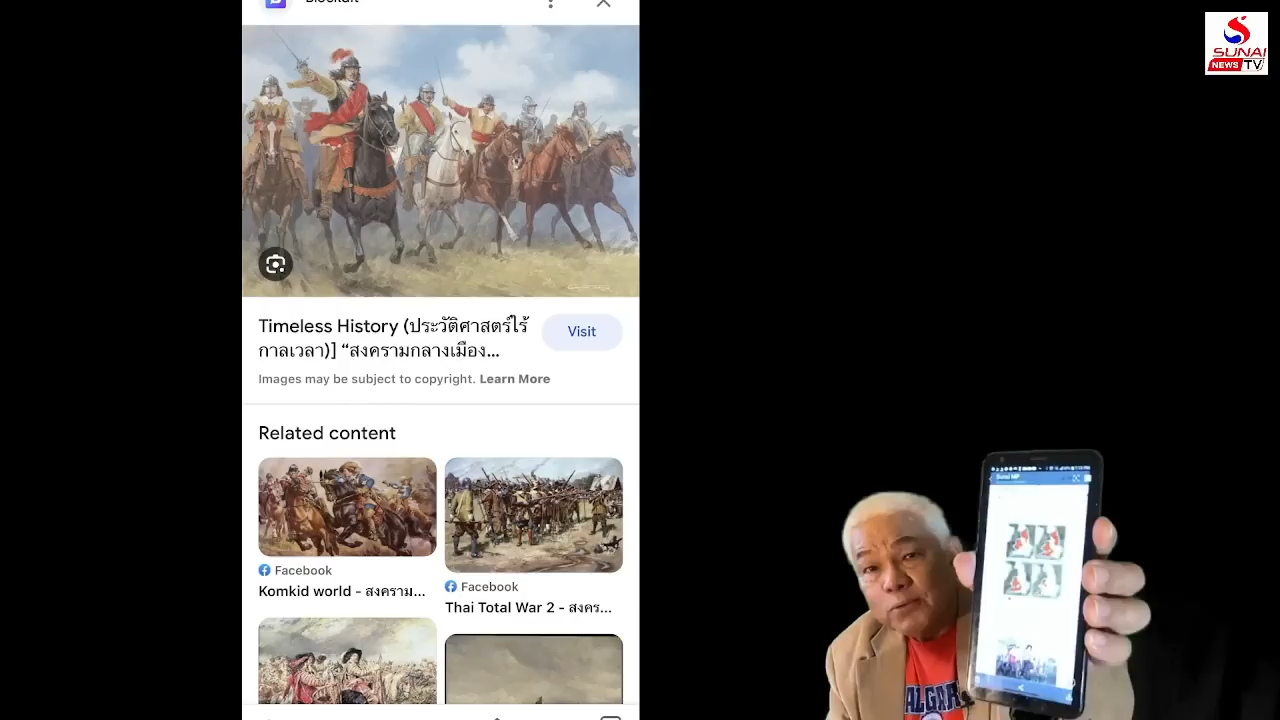 Blockdit
SUNAI
NEWS TV
Timeless History (ประวัติศาสตร์ไร้
กาลเวลา)] “สงครามกลางเมือง...
Visit
Images may be subject to copyright. Learn More
Related content
Facebook
Komkid world - สงคราม...
Facebook
Thai Total War 2 - สงคร...